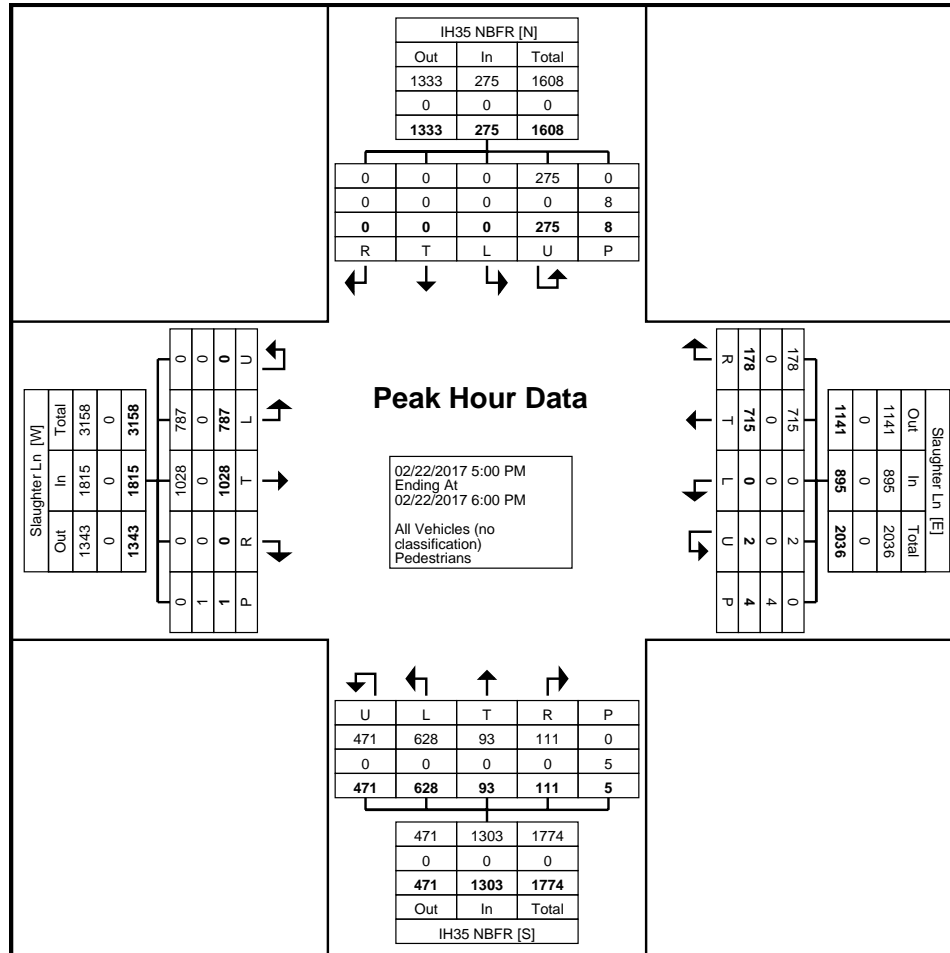 IH35 NBFR [N]
Out In Total
1333 275 1608
0 0 0
1333 275 1608
0 0 0 275 0
0 0 0 0 8
0 0 0 275 8
R T L U P
Slaughter Ln [W]
Total In Out
3158 1815 1343
0 0 0
3158 1815 1343
0 787 1028 0 0
0 0 0 0 1
0 787 1028 0 1
U L T R P
Peak Hour Data
02/22/2017 5:00 PM
Ending At
02/22/2017 6:00 PM
All Vehicles (no
classification)
Pedestrians
R T L U P
178 715 0 2 4
0 0 0 0 4
178 715 0 2 0
1141 895 2036
0 0 0
1141 895 2036
Out In Total
Slaughter Ln [E]
U L T R P
471 628 93 111 0
0 0 0 0 5
471 628 93 111 5
471 1303 1774
0 0 0
471 1303 1774
Out In Total
IH35 NBFR [S]